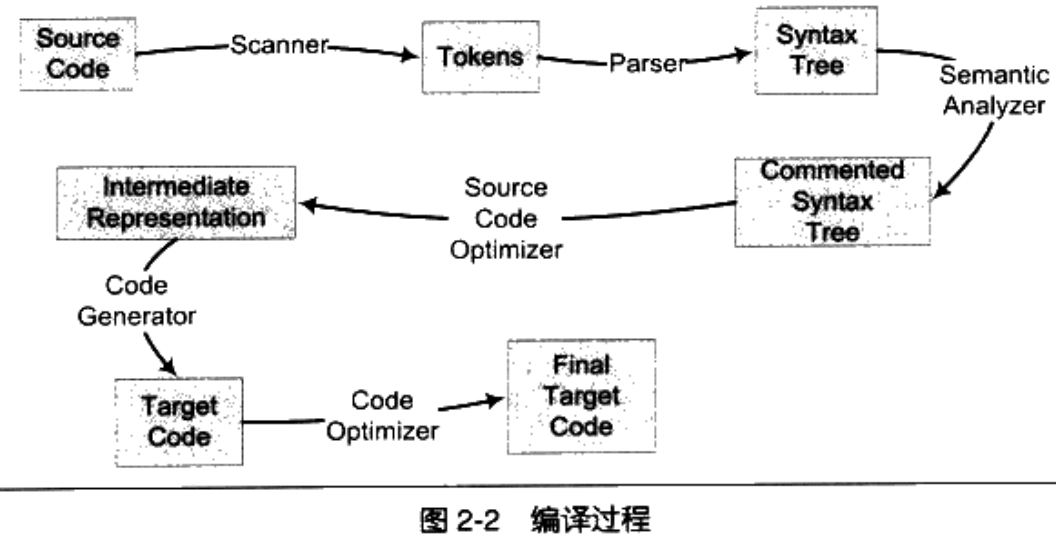 Source
Code
Scanner
Tokens
Parser
Syntax
Tree
Semantic
Analyzer
Commented
Syntax
Tree
Source
Code
Optimizer
Intermediate
Representation
Code
Generator
Target
Code
Code
Optimizer
Final
Target
Code
图 2-2 编译过程